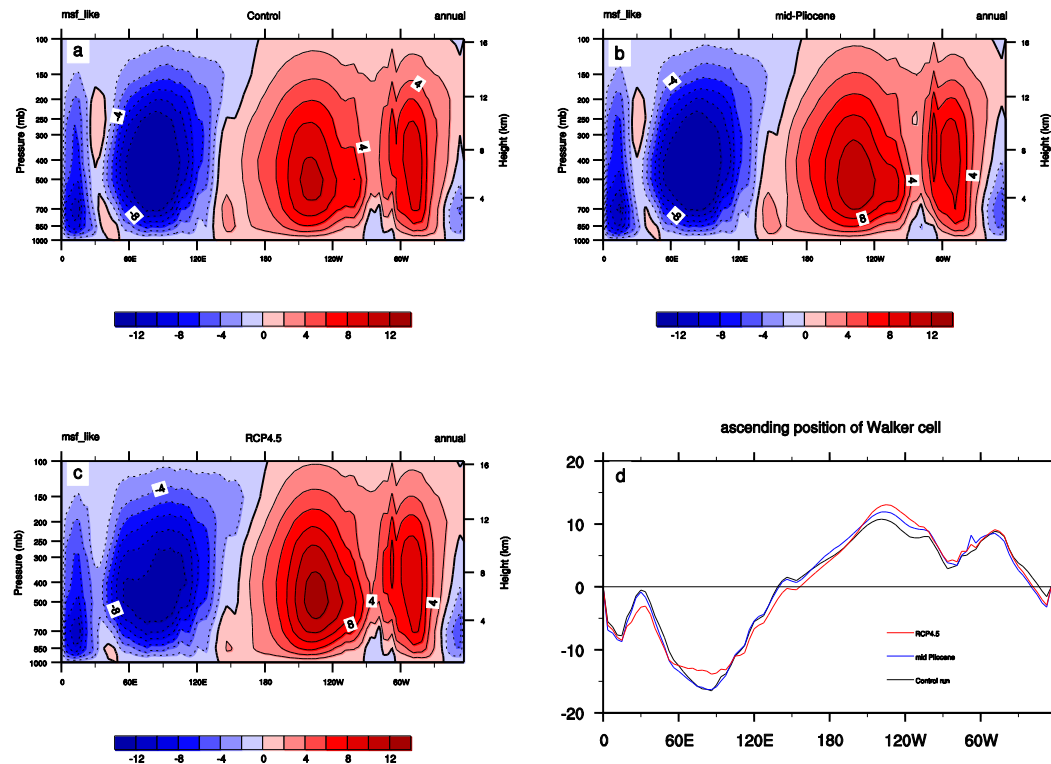 msf_like Control annual
a
100
150
200
250
300
400
500
700
850
1000
Pressure (mb)
16
12
8
4
Height (km)
-4
4
4
-8
0 60E 120E 180 120W 60W
-12 -8 -4 0 4 8 12
msf_like mid-Pliocene annual
b
100
150
200
250
300
400
500
700
850
1000
Pressure (mb)
16
12
8
4
Height (km)
-4
4
4
-8
8
0 60E 120E 180 120W 60W
-12 -8 -4 0 4 8 12
msf_like RCP4.5 annual
c
100
150
200
250
300
400
500
700
850
1000
Pressure (mb)
16
12
8
4
Height (km)
-4
-8
4
4
8
0 60E 120E 180 120W 60W
-12 -8 -4 0 4 8 12
ascending position of Walker cell
d
20
10
0
-10
-20
RCP4.5
mid Pliocene
Control run
0 60E 120E 180 120W 60W